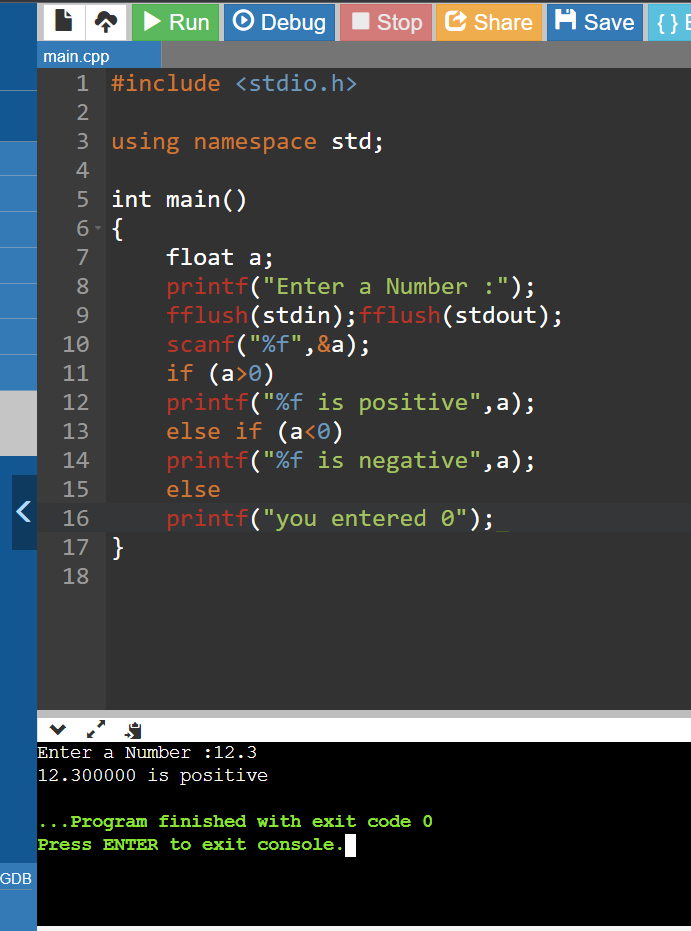 Run Debug Stop Share Save { }
main.cpp
1 #include <stdio.h>
2
3 using namespace std;
4
5 int main()
6 {
7     float a;
8     printf("Enter a Number :");
9     fflush(stdin);fflush(stdout);
10     scanf("%f",&a);
11     if (a>0)
12     printf("%f is positive",a);
13     else if (a<0)
14     printf("%f is negative",a);
15     else
16     printf("you entered 0");
17 }
18
Enter a Number :12.3
12.300000 is positive
...Program finished with exit code 0
Press ENTER to exit console.
GDB